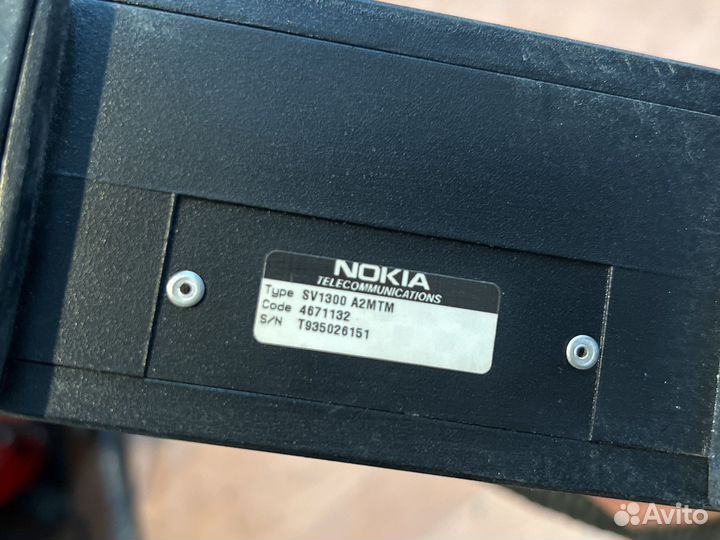 NOKIA
TELECOMMUNICATIONS
Type SV1300 A2MTM
Code 4671132
S/N T935026151
Avito